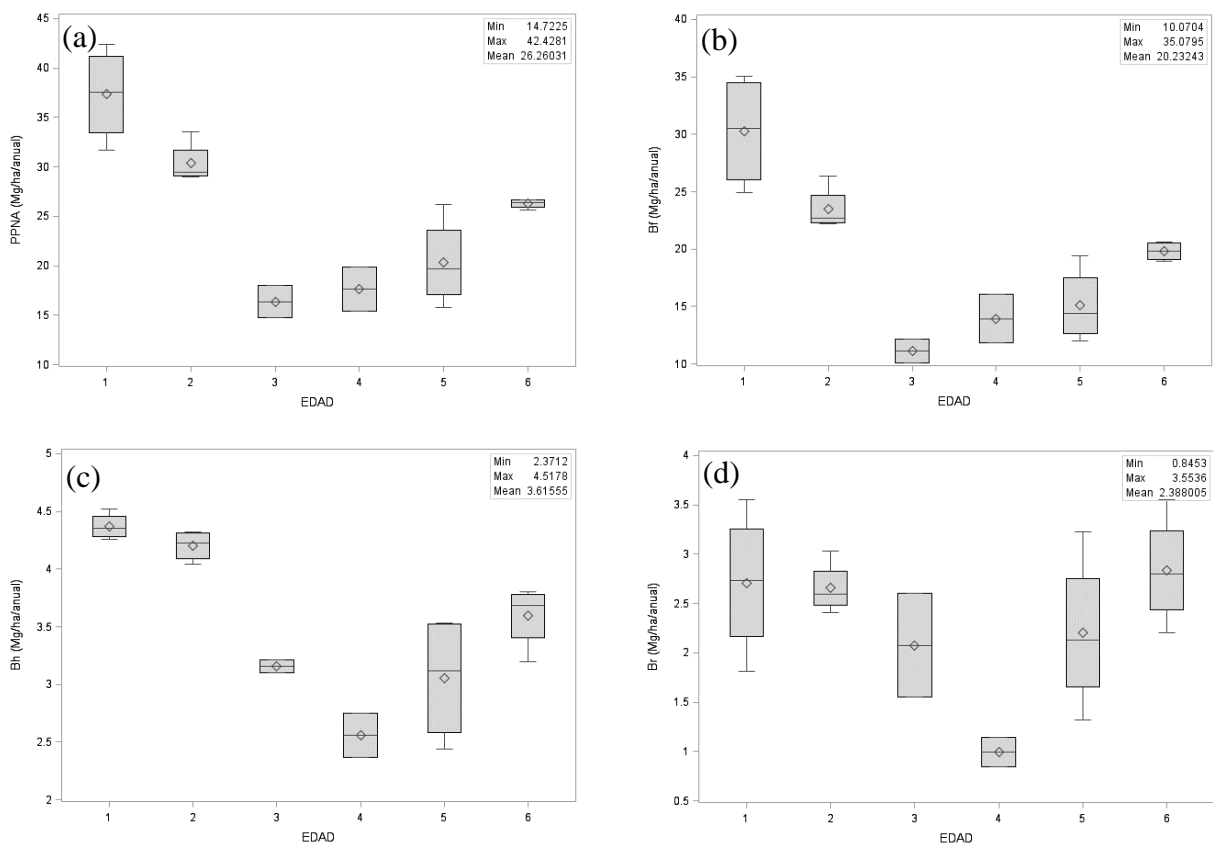 (a)
Min 14.7225
Max 42.4281
Mean 26.26031
PPNA (Mg/ha/anual)
45
40
35
30
25
20
15
10
1 2 3 4 5 6
EDAD
(b)
Min 10.0704
Max 35.0795
Mean 20.23243
Bf (Mg/ha/anual)
40
35
30
25
20
15
10
1 2 3 4 5 6
EDAD
(c)
Min 2.3712
Max 4.5178
Mean 3.61555
Bh (Mg/ha/anual)
5
4.5
4
3.5
3
2.5
2
1 2 3 4 5 6
EDAD
(d)
Min 0.8453
Max 3.5536
Mean 2.388005
Br (Mg/ha/anual)
4
3.5
3
2.5
2
1.5
1
0.5
1 2 3 4 5 6
EDAD